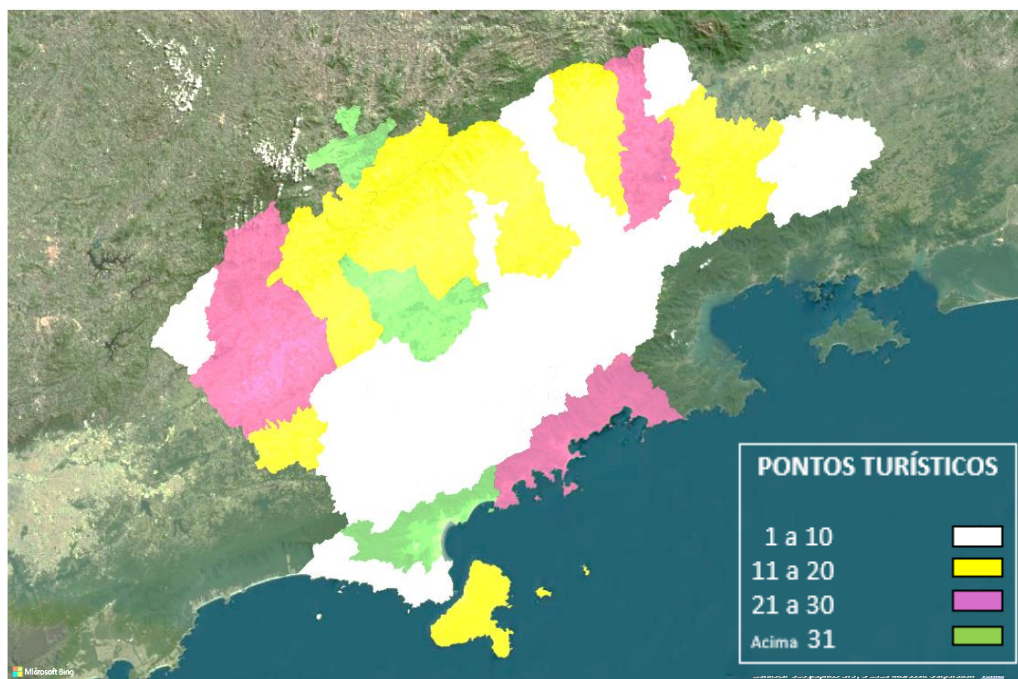 PONTOS TURÍSTICOS
1 a 10
11 a 20
21 a 30
Acima 31
Microsoft Bing